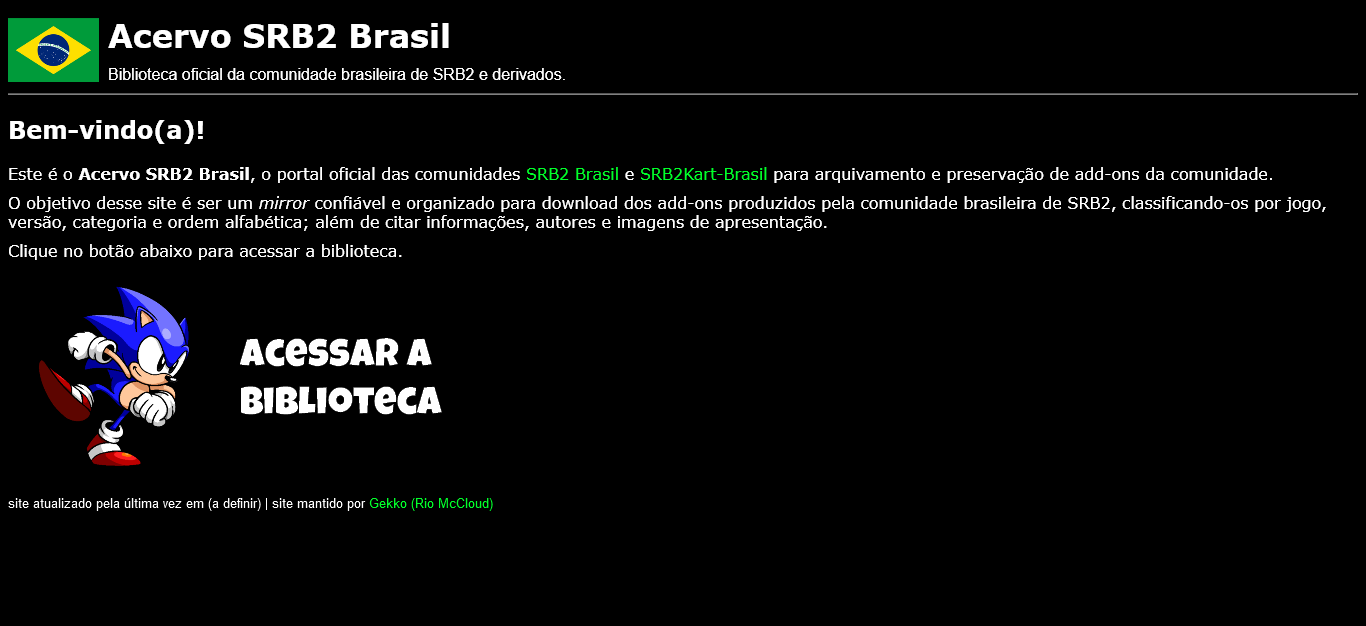 Acervo SRB2 Brasil
Biblioteca oficial da comunidade brasileira de SRB2 e derivados.
Bem-vindo(a)!
Este é o Acervo SRB2 Brasil, o portal oficial das comunidades SRB2 Brasil e SRB2Kart-Brasil para arquivamento e preservação de add-ons da comunidade.
O objetivo desse site é ser um mirror confiável e organizado para download dos add-ons produzidos pela comunidade brasileira de SRB2, classificando-os por jogo,
versão, categoria e ordem alfabética; além de citar informações, autores e imagens de apresentação.
Clique no botão abaixo para acessar a biblioteca.
Acessar a
Biblioteca
site atualizado pela última vez em (a definir) | site mantido por Gekko (Rio McCloud)